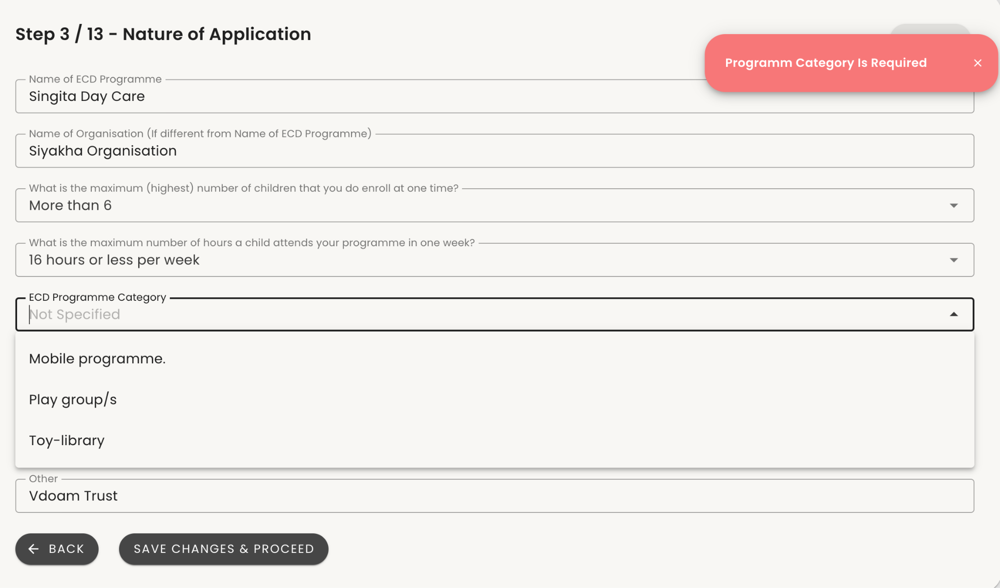 Step 3 / 13 - Nature of Application
Programm Category Is Required
Name of ECD Programme
Singita Day Care
Name of Organisation (If different from Name of ECD Programme)
Siyakha Organisation
What is the maximum (highest) number of children that you do enroll at one time?
More than 6
What is the maximum number of hours a child attends your programme in one week?
16 hours or less per week
ECD Programme Category
Not Specified
Mobile programme.
Play group/s
Toy-library
Other
Vdoam Trust
BACK
SAVE CHANGES & PROCEED